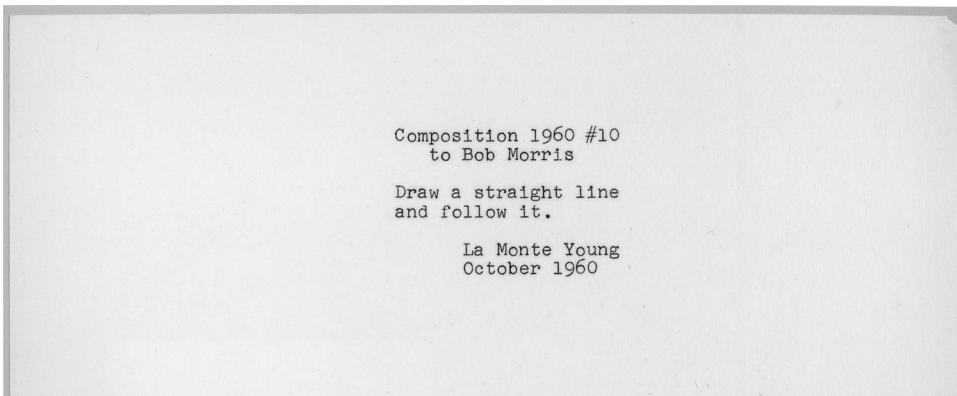 Composition 1960 #10
to Bob Morris
Draw a straight line
and follow it.
La Monte Young
October 1960